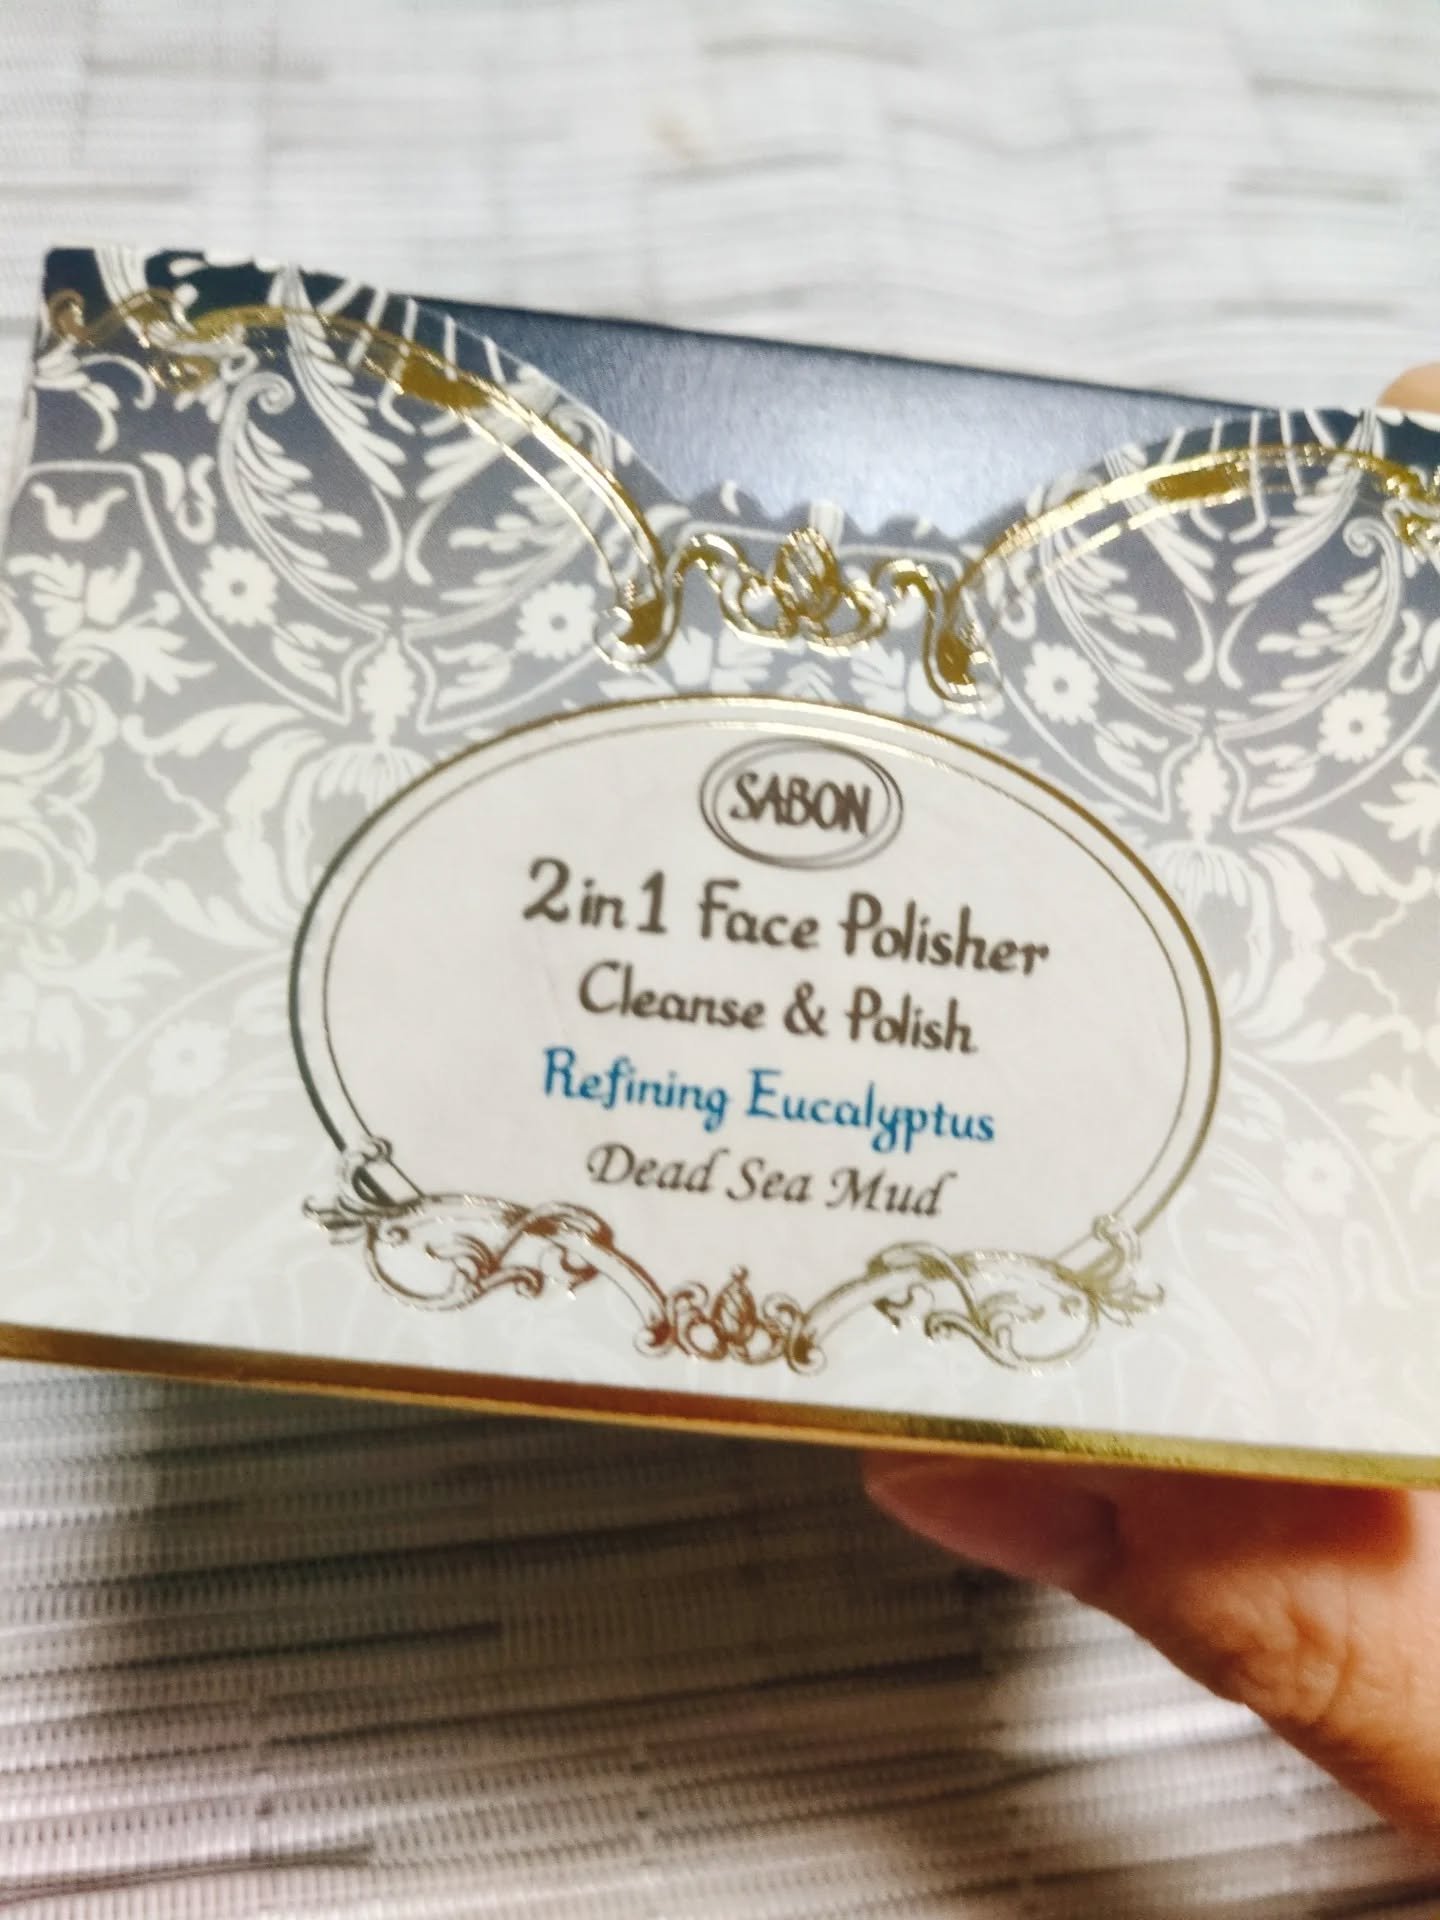 SABON
2in1 Face Polisher
Cleanse & Polish
Refining Eucalyptus
Dead Sea Mud